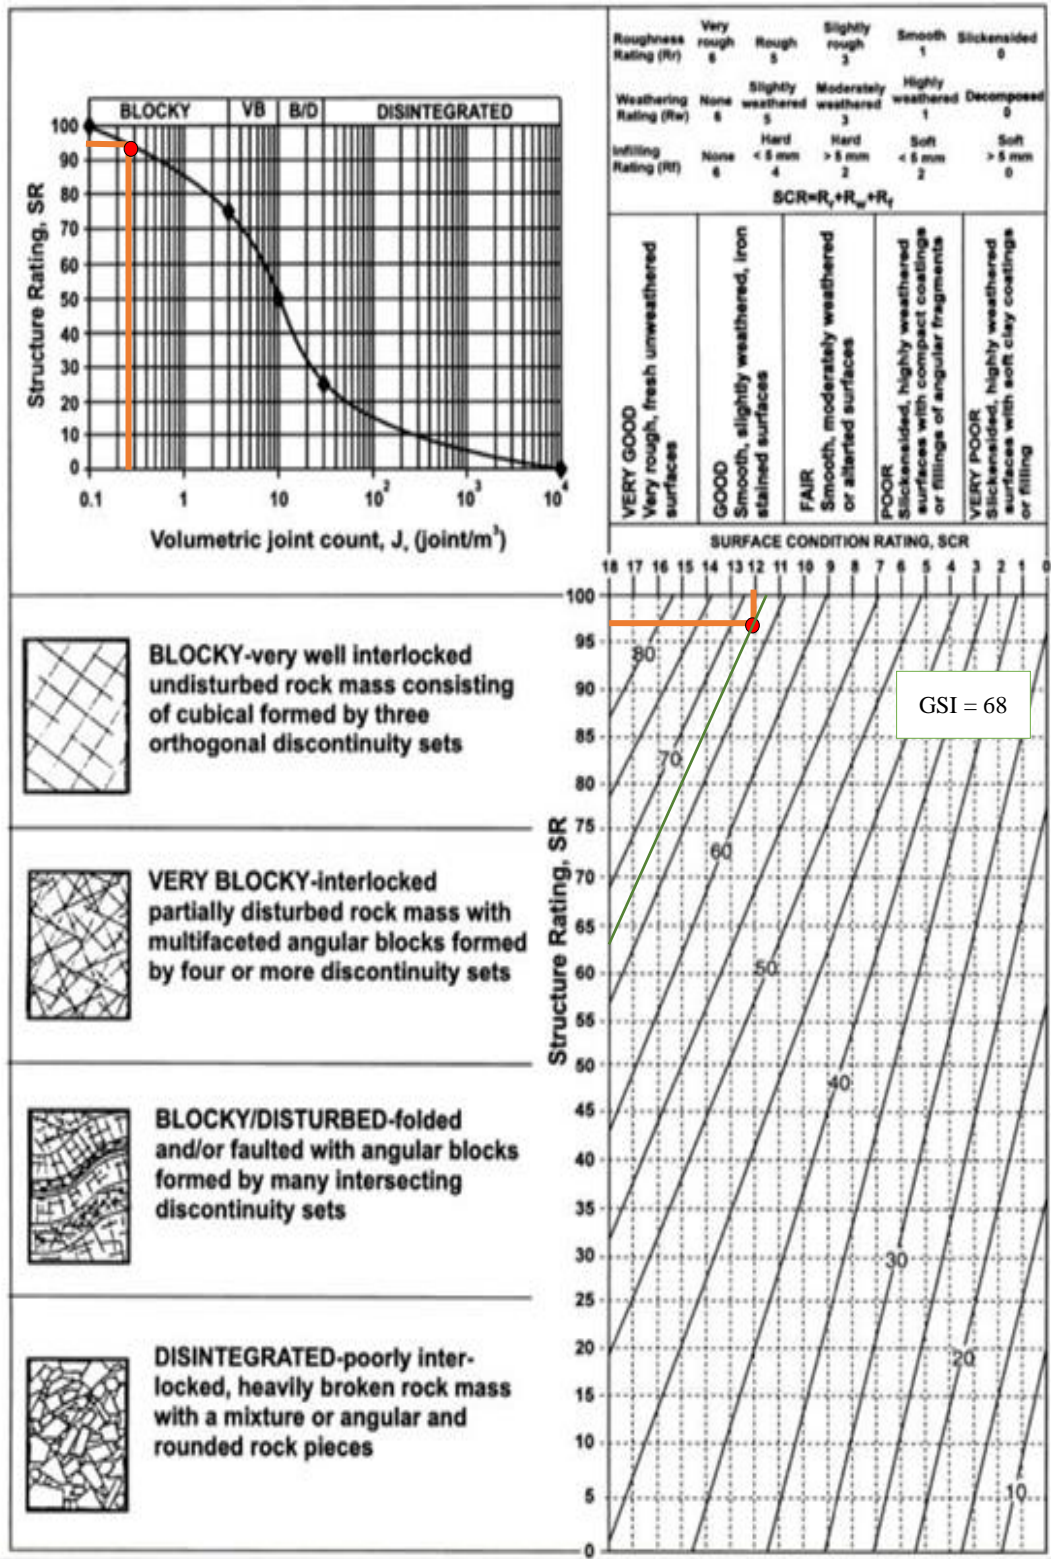 Roughness Rating (Rr)
Very rough 6
Rough 5
Slightly rough 3
Smooth 1
Slickensided 0
Weathering Rating (Rw)
None 6
Slightly weathered 5
Moderately weathered 3
Highly weathered 1
Decomposed 0
Infilling Rating (Rf)
None 6
Hard < 5 mm 4
Hard > 5 mm 2
Soft < 5 mm 2
Soft > 5 mm 0
SCR=Rr+Rw+Rf
BLOCKY VB B/D DISINTEGRATED
Structure Rating, SR
100
90
80
70
60
50
40
30
20
10
0
0.1 1 10 10² 10³ 10⁴
Volumetric joint count, Jv (joint/m³)
VERY GOOD
Very rough, fresh unweathered
surfaces
GOOD
Smooth, slightly weathered, iron
stained surfaces
FAIR
Smooth, moderately weathered
or alterted surfaces
POOR
Slickensided, highly weathered
surfaces with compact coatings
or fillings of angular fragments
VERY POOR
Slickensided, highly weathered
surfaces with soft clay coatings
or filling
SURFACE CONDITION RATING, SCR
18 17 16 15 14 13 12 11 10 9 8 7 6 5 4 3 2 1 0
BLOCKY-very well interlocked
undisturbed rock mass consisting
of cubical formed by three
orthogonal discontinuity sets
VERY BLOCKY-interlocked
partially disturbed rock mass with
multifaceted angular blocks formed
by four or more discontinuity sets
BLOCKY/DISTURBED-folded
and/or faulted with angular blocks
formed by many intersecting
discontinuity sets
DISINTEGRATED-poorly inter-
locked, heavily broken rock mass
with a mixture or angular and
rounded rock pieces
Structure Rating, SR
100
95
90
85
80
75
70
65
60
55
50
45
40
35
30
25
20
15
10
5
0
80
70
60
50
40
30
20
10
GSI = 68